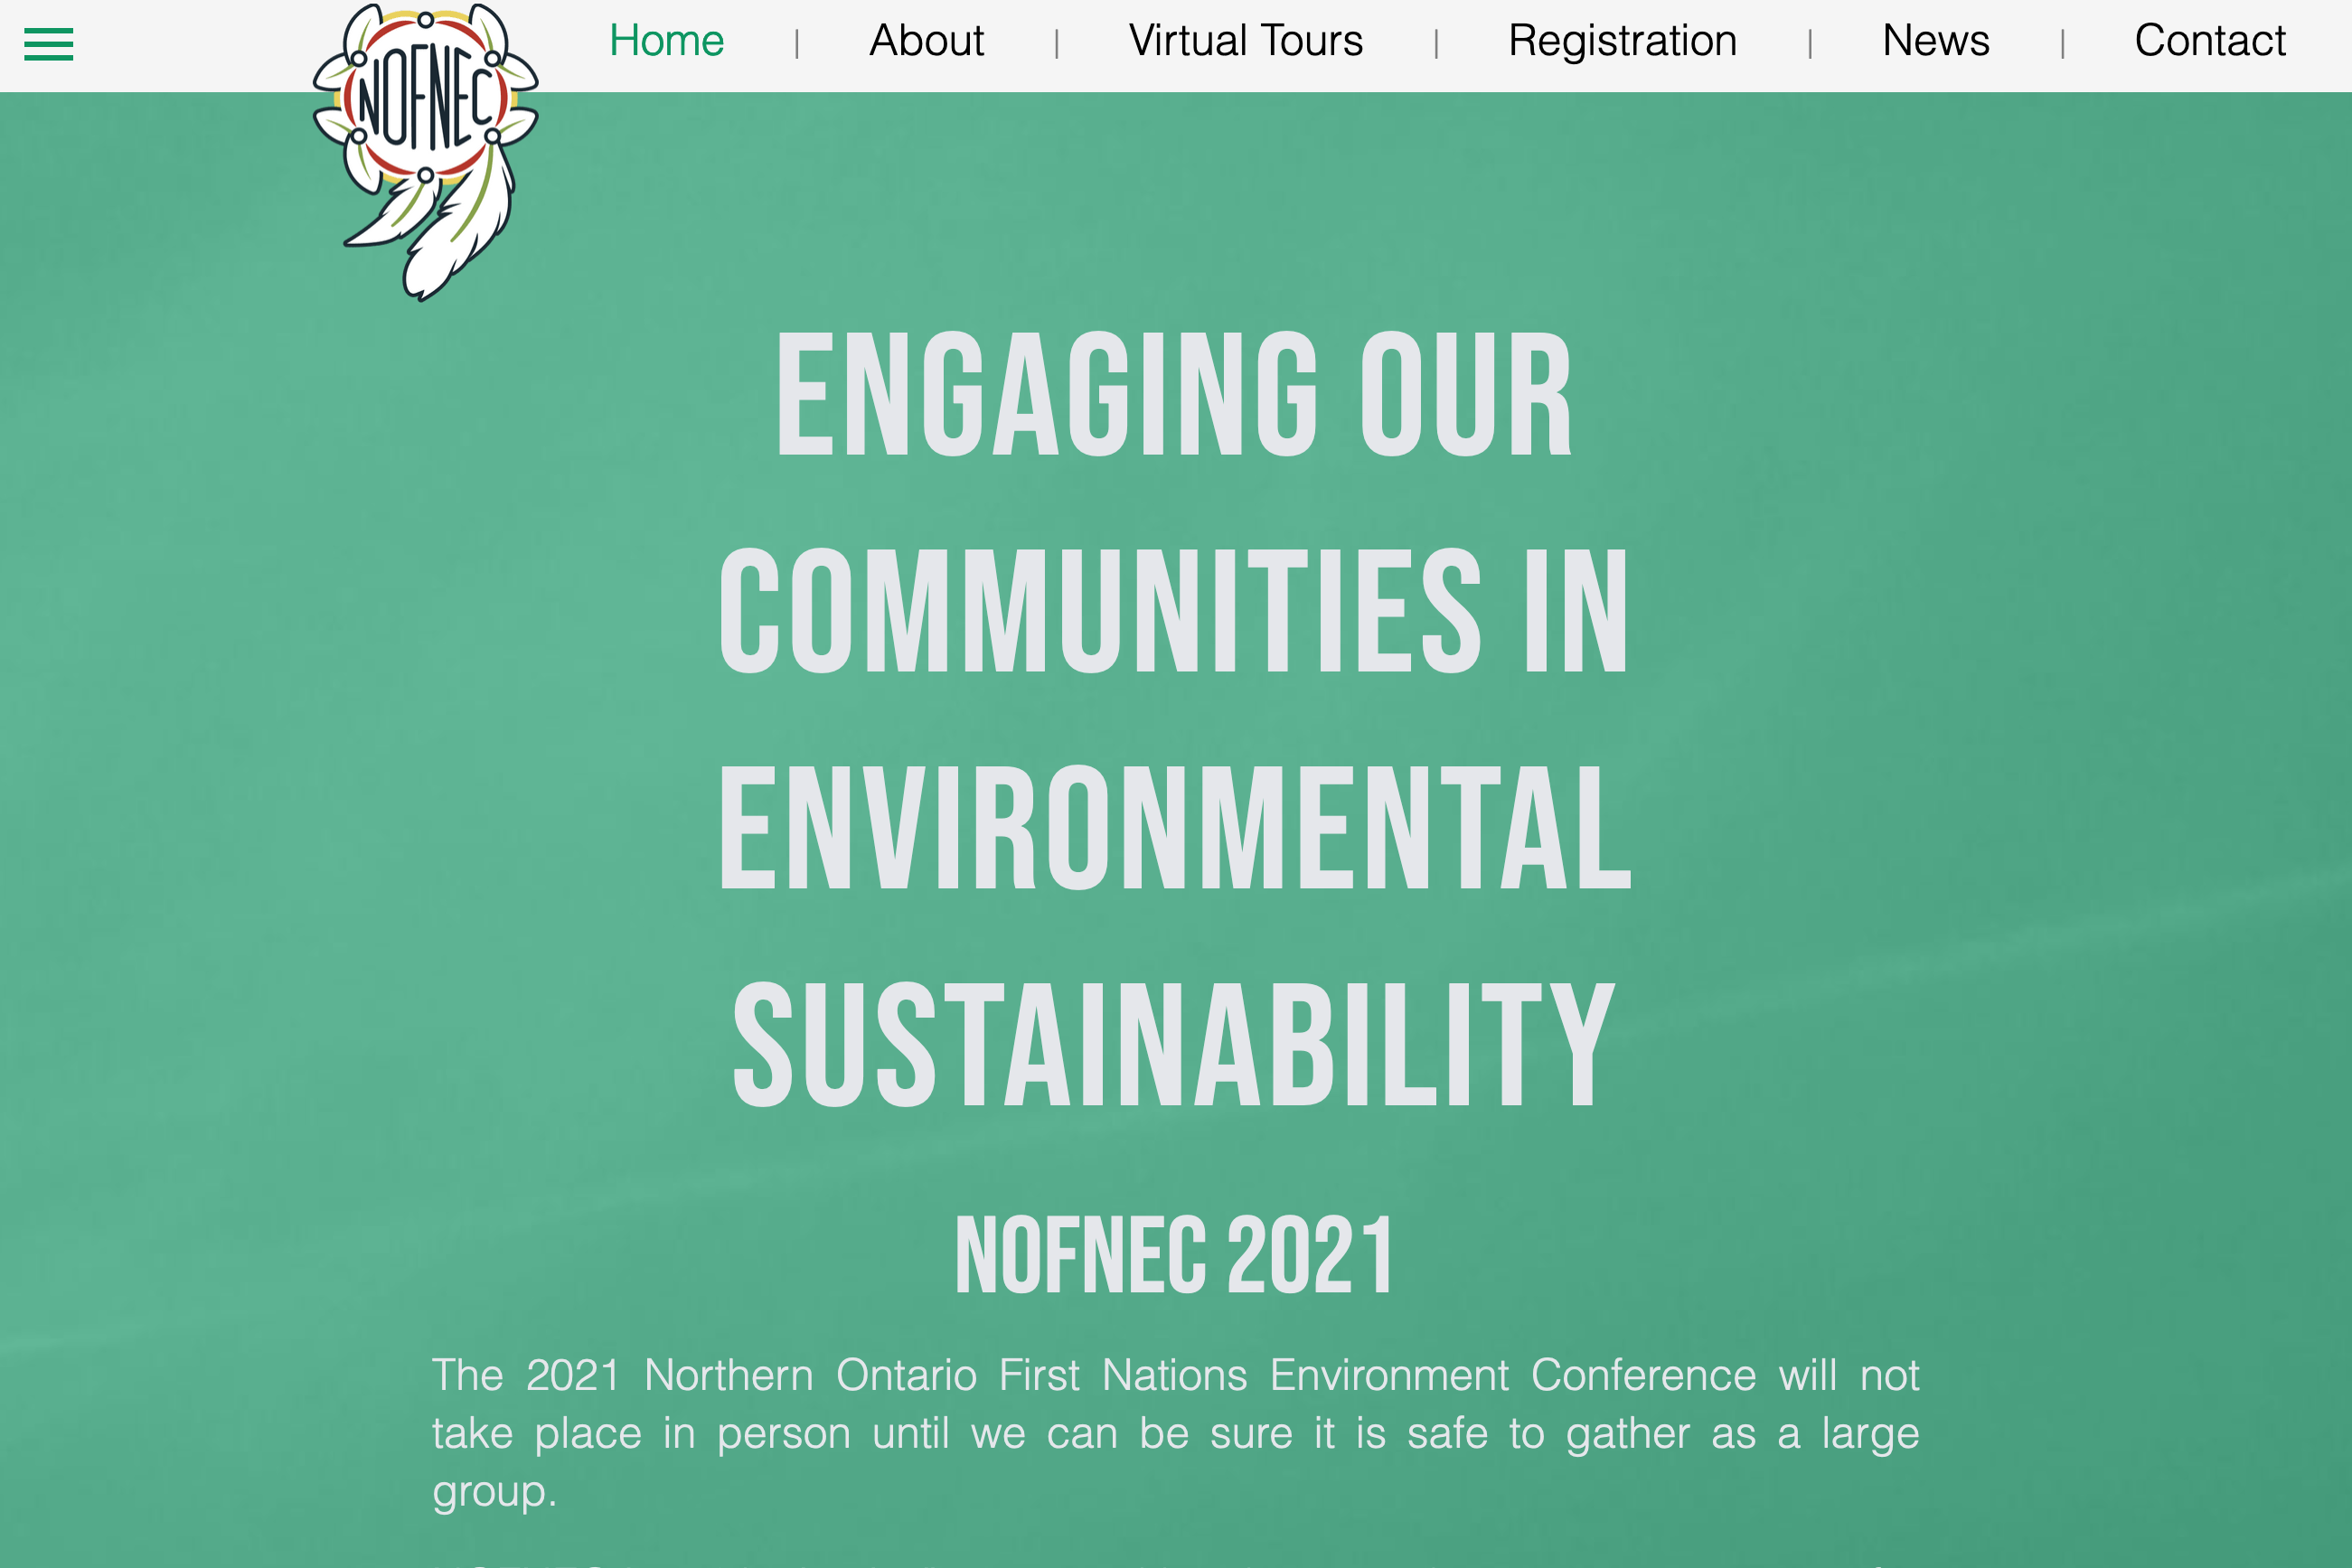 Home | About | Virtual Tours | Registration | News | Contact
NOFNEC
ENGAGING OUR
COMMUNITIES IN
ENVIRONMENTAL
SUSTAINABILITY
NOFNEC 2021
The 2021 Northern Ontario First Nations Environment Conference will not
take place in person until we can be sure it is safe to gather as a large
group.